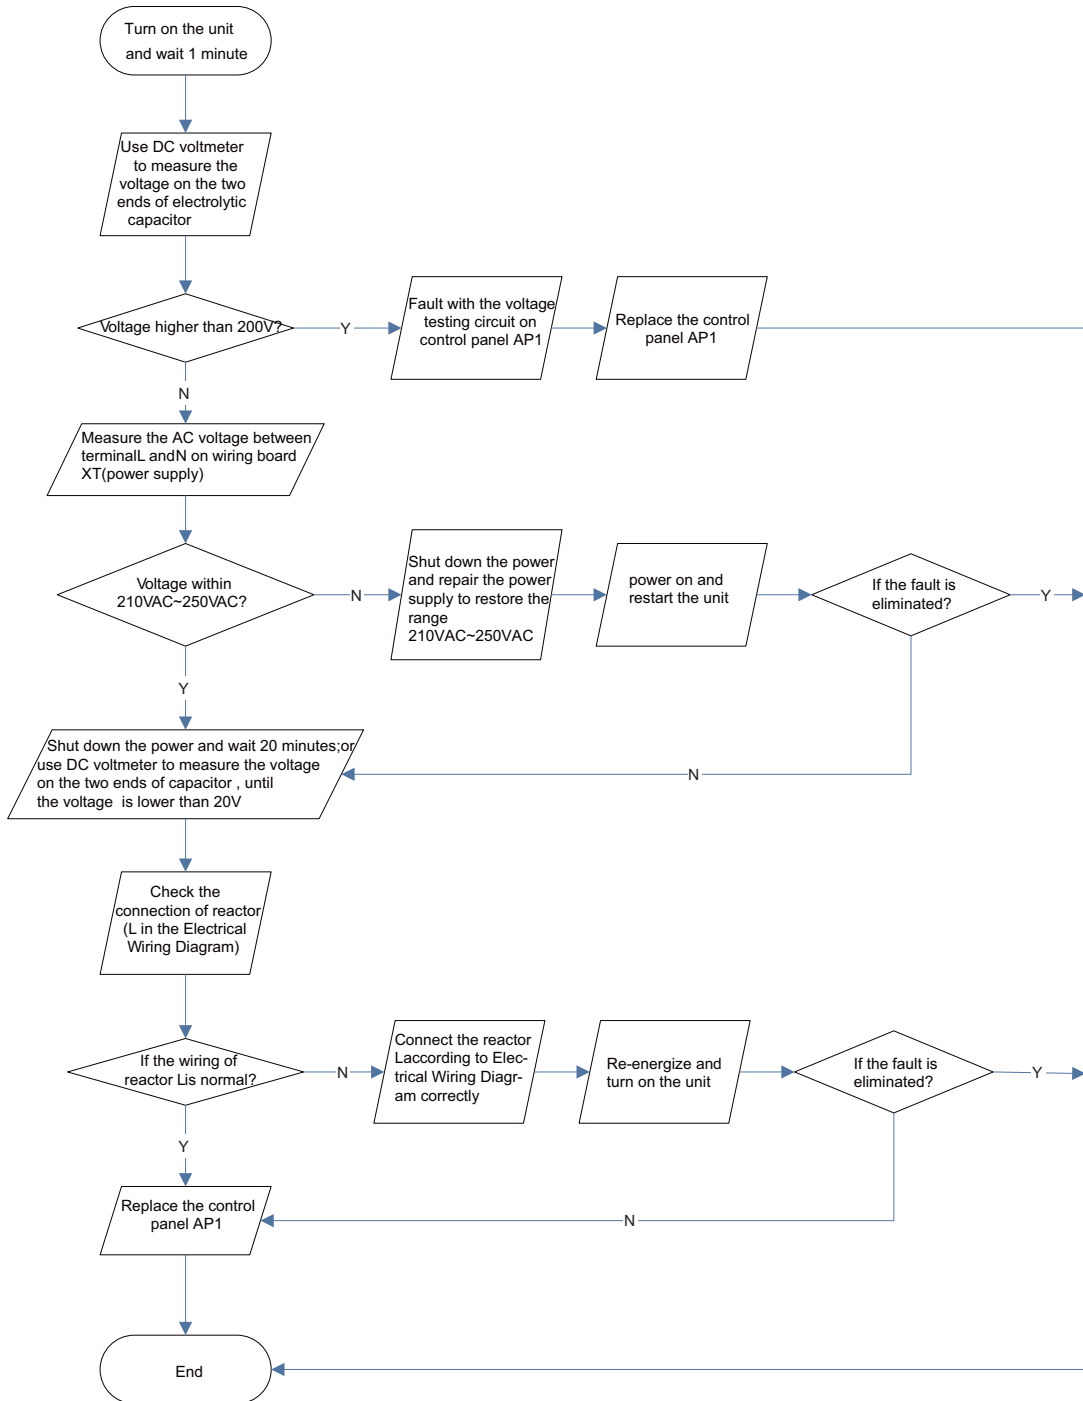 Turn on the unit
and wait 1 minute
Use DC voltmeter
to measure the
voltage on the two
ends of electrolytic
capacitor
Voltage higher than 200V?
Y
Fault with the voltage
testing circuit on
control panel AP1
Replace the control
panel AP1
N
Measure the AC voltage between
terminalL andN on wiring board
XT(power supply)
Voltage within
210VAC~250VAC?
N
Shut down the power
and repair the power
supply to restore the
range
210VAC~250VAC
power on and
restart the unit
If the fault is
eliminated?
Y
Y
Shut down the power and wait 20 minutes;or
use DC voltmeter to measure the voltage
on the two ends of capacitor , until
the voltage is lower than 20V
N
Check the
connection of reactor
(L in the Electrical
Wiring Diagram)
If the wiring of
reactor Lis normal?
N
Connect the reactor
Laccording to Elec-
trical Wiring Diagr-
am correctly
Re-energize and
turn on the unit
If the fault is
eliminated?
Y
Y
Replace the control
panel AP1
N
End